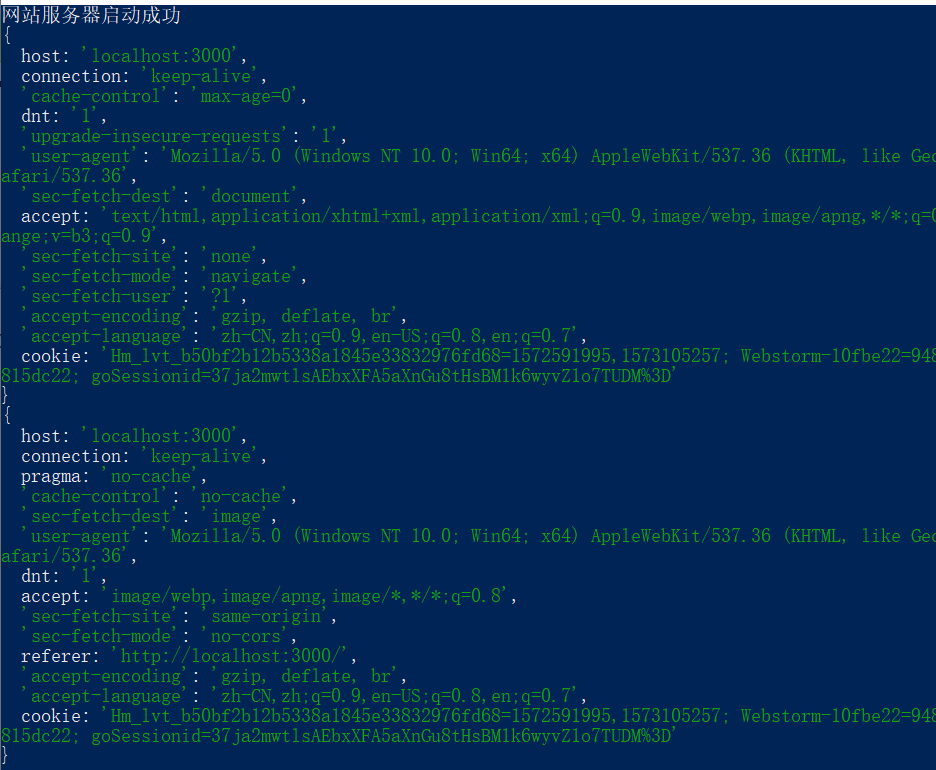 网站服务器启动成功
{
  host: 'localhost:3000',
  connection: 'keep-alive',
  'cache-control': 'max-age=0',
  dnt: '1',
  'upgrade-insecure-requests': '1',
  'user-agent': 'Mozilla/5.0 (Windows NT 10.0; Win64; x64) AppleWebKit/537.36 (KHTML, like Gec
afari/537.36',
  'sec-fetch-dest': 'document',
  accept: 'text/html,application/xhtml+xml,application/xml;q=0.9,image/webp,image/apng,*/*;q=0
ange;v=b3;q=0.9',
  'sec-fetch-site': 'none',
  'sec-fetch-mode': 'navigate',
  'sec-fetch-user': '?1',
  'accept-encoding': 'gzip, deflate, br',
  'accept-language': 'zh-CN,zh;q=0.9,en-US;q=0.8,en;q=0.7',
  cookie: 'Hm_lvt_b50bf2b12b5338a1845e33832976fd68=1572591995,1573105257; Webstorm-10fbe22=948
815dc22; goSessionid=37ja2mwtlsAEbxXFA5aXnGu8tHsBM1k6wyvZ1o7TUDM%3D'
}
{
  host: 'localhost:3000',
  connection: 'keep-alive',
  pragma: 'no-cache',
  'cache-control': 'no-cache',
  'sec-fetch-dest': 'image',
  'user-agent': 'Mozilla/5.0 (Windows NT 10.0; Win64; x64) AppleWebKit/537.36 (KHTML, like Gec
afari/537.36',
  dnt: '1',
  accept: 'image/webp,image/apng,image/*,*/*;q=0.8',
  'sec-fetch-site': 'same-origin',
  'sec-fetch-mode': 'no-cors',
  referer: 'http://localhost:3000/',
  'accept-encoding': 'gzip, deflate, br',
  'accept-language': 'zh-CN,zh;q=0.9,en-US;q=0.8,en;q=0.7',
  cookie: 'Hm_lvt_b50bf2b12b5338a1845e33832976fd68=1572591995,1573105257; Webstorm-10fbe22=948
815dc22; goSessionid=37ja2mwtlsAEbxXFA5aXnGu8tHsBM1k6wyvZ1o7TUDM%3D'
}